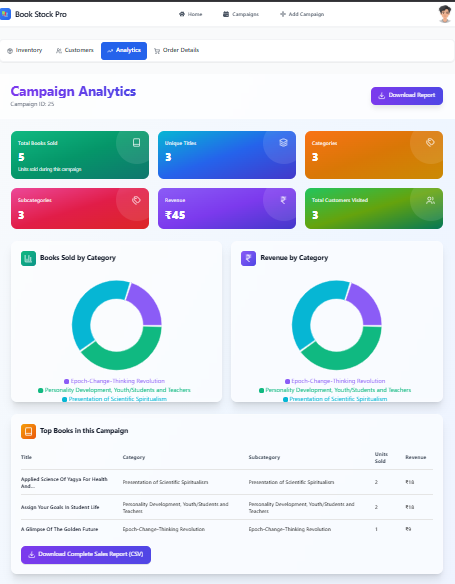 Book Stock Pro
Home Campaigns Add Campaign
Inventory Customers Analytics Order Details
Campaign Analytics
Campaign ID: 25
Download Report
Total Books Sold
5
Units sold during this campaign
Unique Titles
3
Categories
3
Subcategories
3
Revenue
₹45
Total Customers Visited
3
Books Sold by Category
Epoch-Change-Thinking Revolution
Personality Development, Youth/Students and Teachers
Presentation of Scientific Spiritualism
Revenue by Category
Epoch-Change-Thinking Revolution
Personality Development, Youth/Students and Teachers
Presentation of Scientific Spiritualism
Top Books in this Campaign
Title Category Subcategory Units Sold Revenue
Applied Science Of Yagya For Health And... Presentation of Scientific Spiritualism Presentation of Scientific Spiritualism 2 ₹18
Assign Your Goals In Student Life Personality Development, Youth/Students and Teachers Personality Development, Youth/Students and Teachers 2 ₹18
A Glimpse Of The Golden Future Epoch-Change-Thinking Revolution Epoch-Change-Thinking Revolution 1 ₹9
Download Complete Sales Report (CSV)